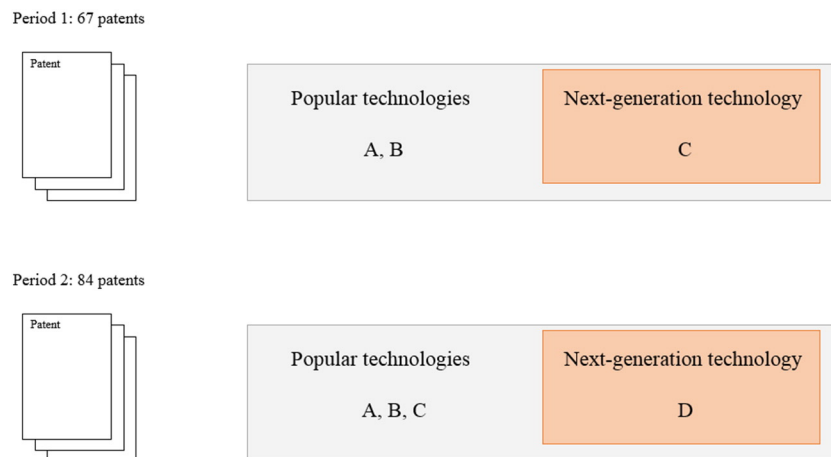 Period 1: 67 patents
Patent
Popular technologies
Next-generation technology
A, B
C
Period 2: 84 patents
Patent
Popular technologies
Next-generation technology
A, B, C
D